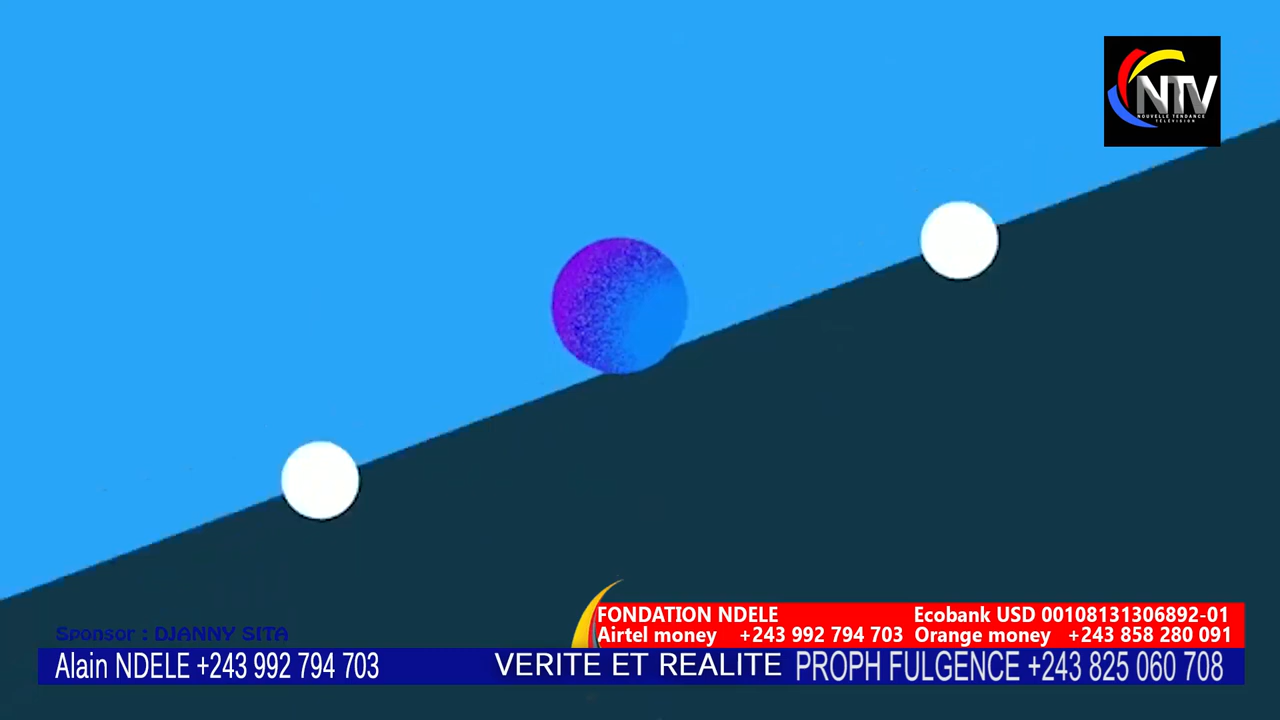 NTV
NOUVELLE TENDANCE
TÉLÉVISION
Sponsor : DJANNY SITA
FONDATION NDELE Ecobank USD 00108131306892-01
Airtel money +243 992 794 703 Orange money +243 858 280 091
Alain NDELE +243 992 794 703 VERITE ET REALITE PROPH FULGENCE +243 825 060 708